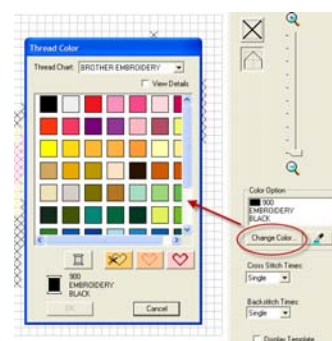 Thread Color
Thread Chart: BROTHER EMBROIDERY
View Details
900
EMBROIDERY
BLACK
OK
Cancel
Color Option
900
EMBROIDERY
BLACK
Change Color...
Cross Stitch Times:
Single
Backstitch Times:
Single
Display Template